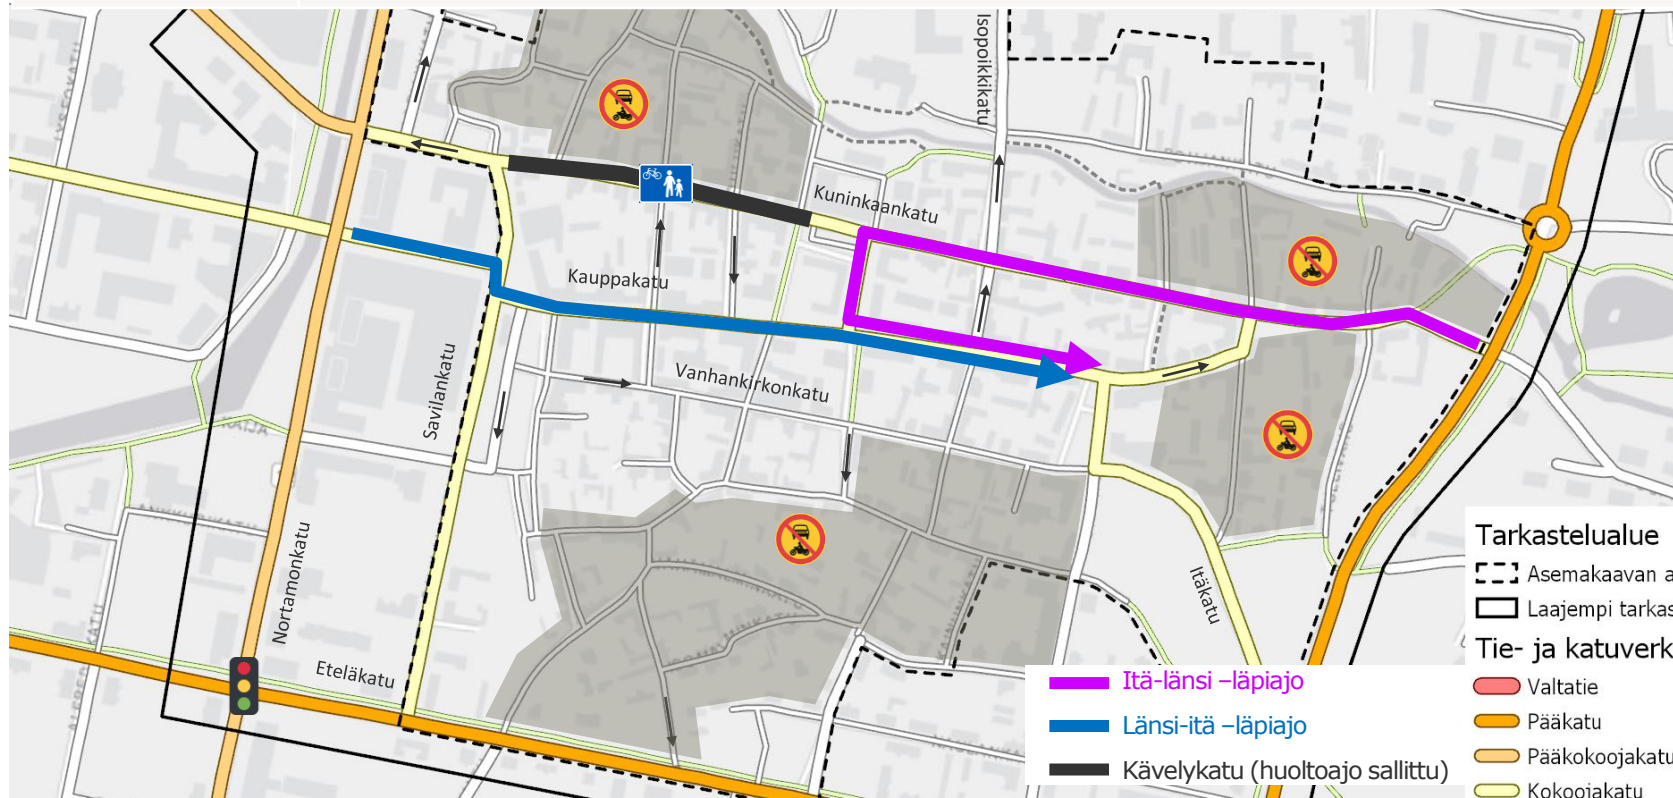 Isopoikkikatu
Kuninkaankatu
Kauppakatu
Vanhankirkonkatu
Savilankatu
Nortamonkatu
Eteläkatu
Itäkatu
Itä-länsi –läpiajo
Länsi-itä –läpiajo
Kävelykatu (huoltoajo sallittu)
Tarkastelualue
Asemakaavan a
Laajempi tarkas
Tie- ja katuverk
Valtatie
Pääkatu
Pääkokoojakatu
Kokoojakatu